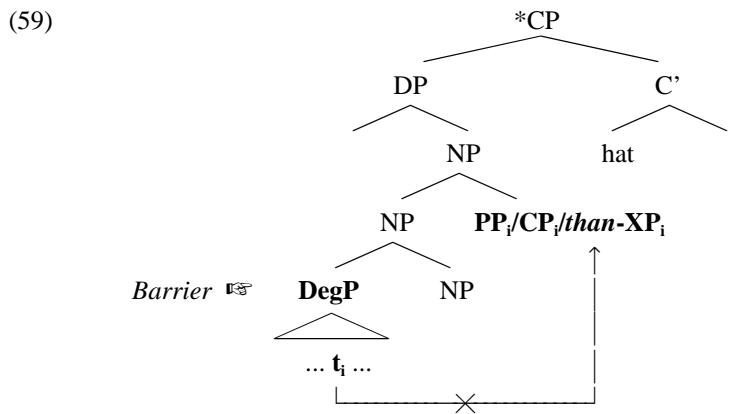 (59) *CP
DP C’
NP hat
NP PPi/CPi/than-XPi
Barrier ☞ DegP NP
... ti ...